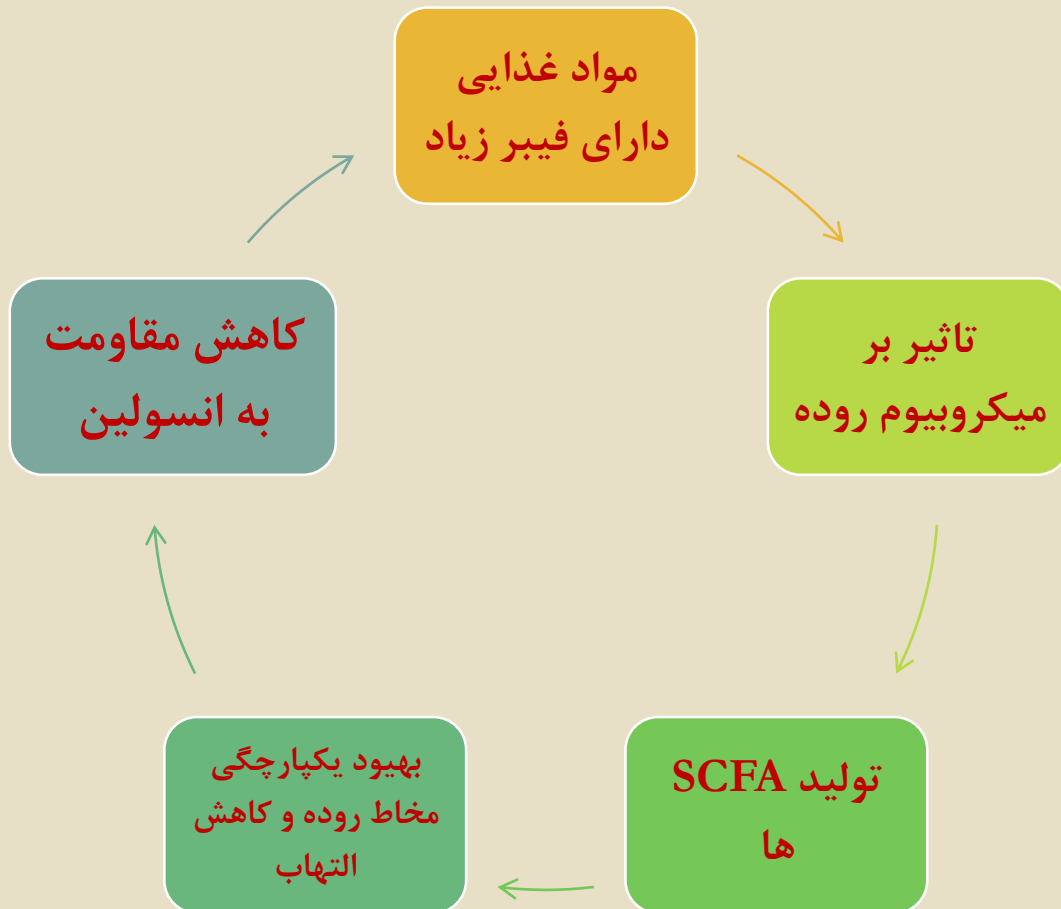 مواد غذایی
دارای فیبر زیاد
تاثیر بر
میکروبیوم روده
تولید SCFA
ها
بهبود یکپارچگی
مخاط روده و کاهش
التهاب
کاهش مقاومت
به انسولین